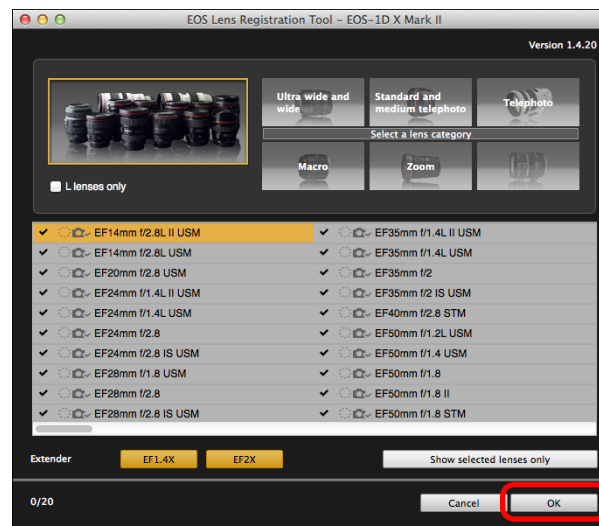 EOS Lens Registration Tool – EOS-1D X Mark II
Version 1.4.20
Ultra wide and
wide
Standard and
medium telephoto
Telephoto
Select a lens category
Macro
Zoom
L lenses only
EF14mm f/2.8L II USM
EF14mm f/2.8L USM
EF20mm f/2.8 USM
EF24mm f/1.4L II USM
EF24mm f/1.4L USM
EF24mm f/2.8
EF24mm f/2.8 IS USM
EF28mm f/1.8 USM
EF28mm f/2.8
EF28mm f/2.8 IS USM
EF35mm f/1.4L II USM
EF35mm f/1.4L USM
EF35mm f/2
EF35mm f/2 IS USM
EF40mm f/2.8 STM
EF50mm f/1.2L USM
EF50mm f/1.4 USM
EF50mm f/1.8
EF50mm f/1.8 II
EF50mm f/1.8 STM
Extender
EF1.4X
EF2X
Show selected lenses only
0/20
Cancel
OK